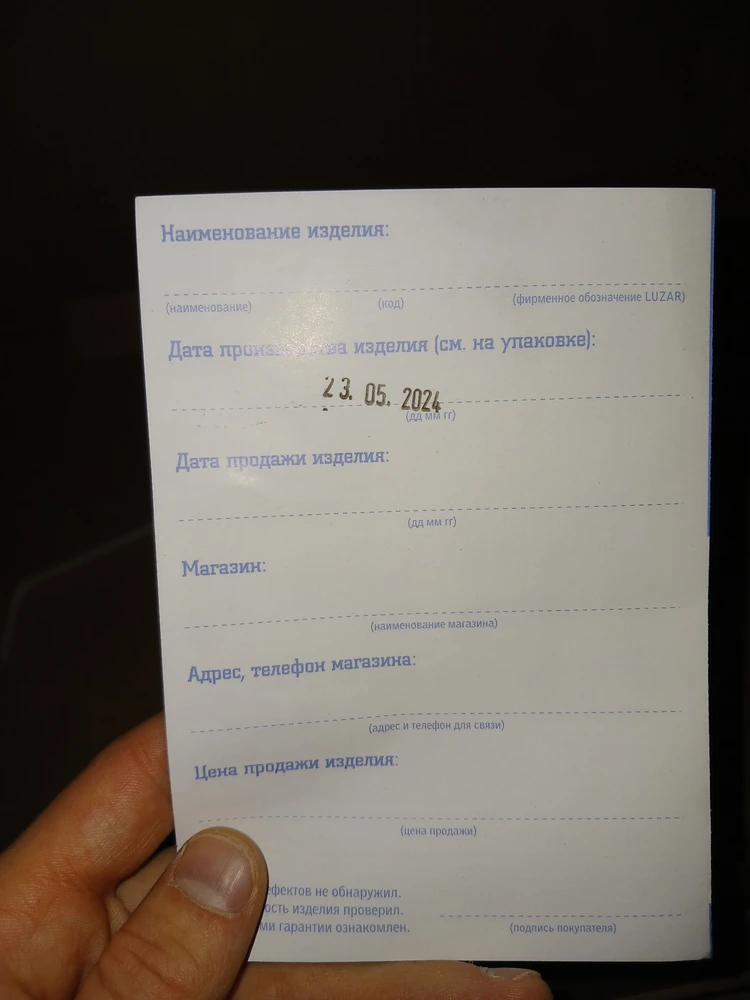 Наименование изделия:
(наименование) (код) (фирменное обозначение LUZAR)
Дата производства изделия (см. на упаковке):
23. 05. 2024
(дд мм гг)
Дата продажи изделия:
(дд мм гг)
Магазин:
(наименование магазина)
Адрес, телефон магазина:
(адрес и телефон для связи)
Цена продажи изделия:
(цена продажи)
ефектов не обнаружил.
ость изделия проверил.
ми гарантии ознакомлен.
(подпись покупателя)